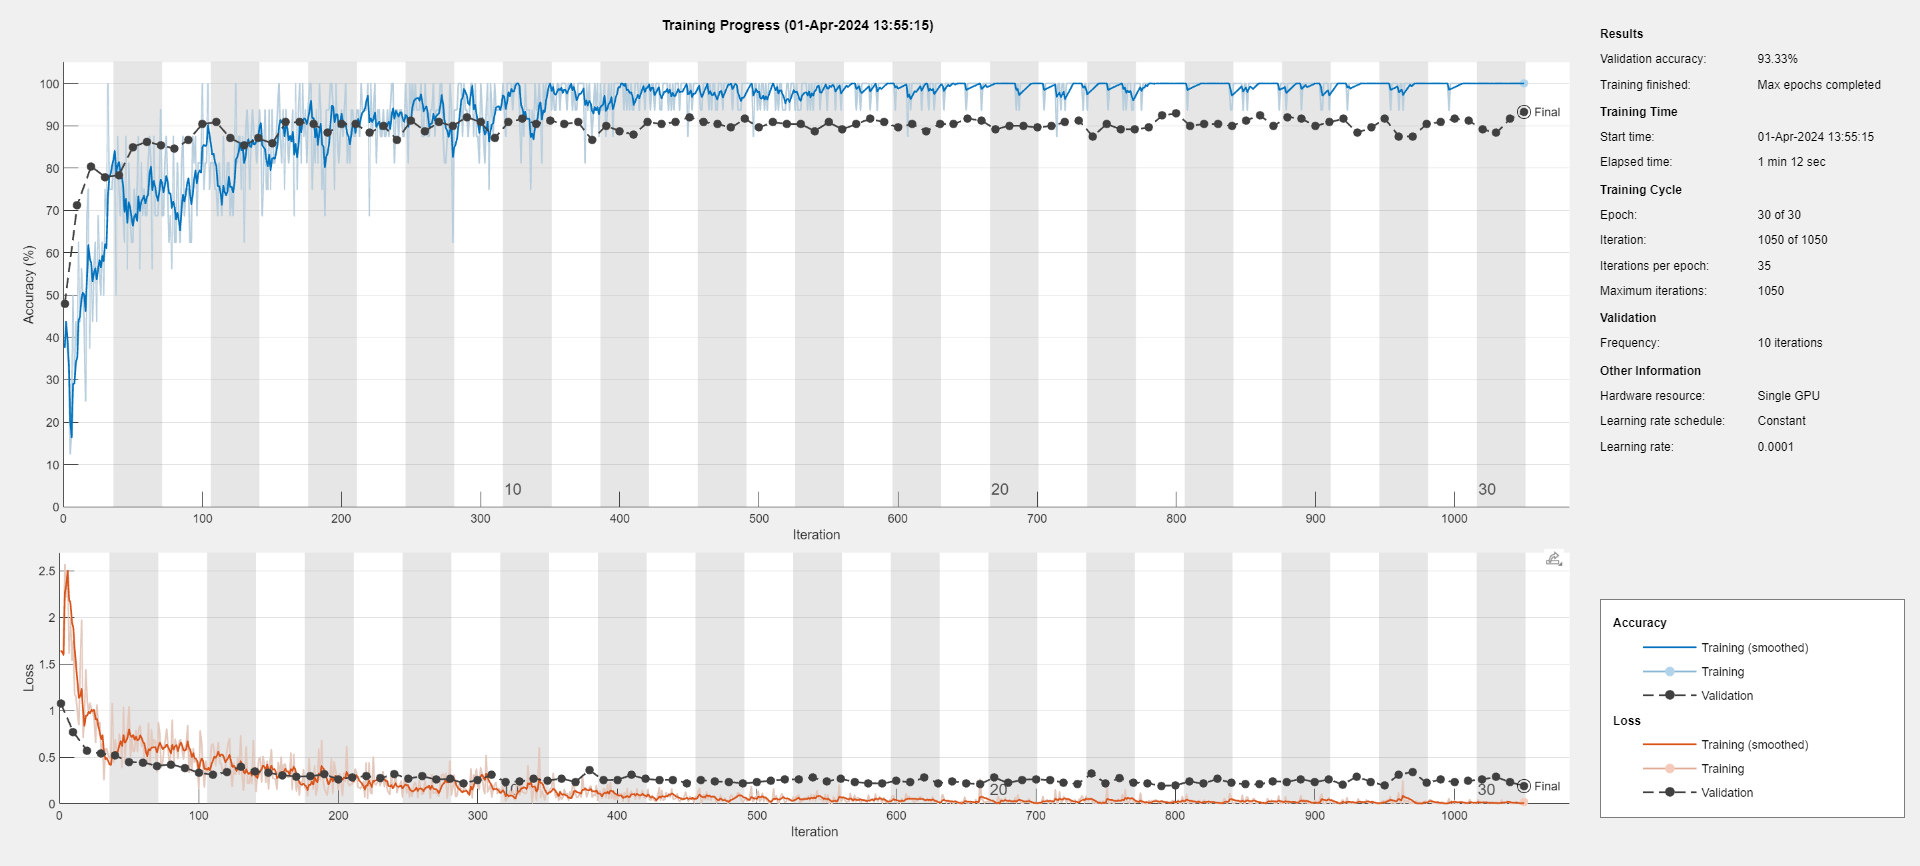 Training Progress (01-Apr-2024 13:55:15)
100
90
80
70
60
50
40
30
20
10
0
Accuracy (%)
Final
10
20
30
0
100
200
300
400
500
600
700
800
900
1000
Iteration
2.5
2
1.5
1
0.5
0
Loss
Final
10
20
30
0
100
200
300
400
500
600
700
800
900
1000
Iteration
Results
Validation accuracy: 93.33%
Training finished: Max epochs completed
Training Time
Start time: 01-Apr-2024 13:55:15
Elapsed time: 1 min 12 sec
Training Cycle
Epoch: 30 of 30
Iteration: 1050 of 1050
Iterations per epoch: 35
Maximum iterations: 1050
Validation
Frequency: 10 iterations
Other Information
Hardware resource: Single GPU
Learning rate schedule: Constant
Learning rate: 0.0001
Accuracy
Training (smoothed)
Training
Validation
Loss
Training (smoothed)
Training
Validation